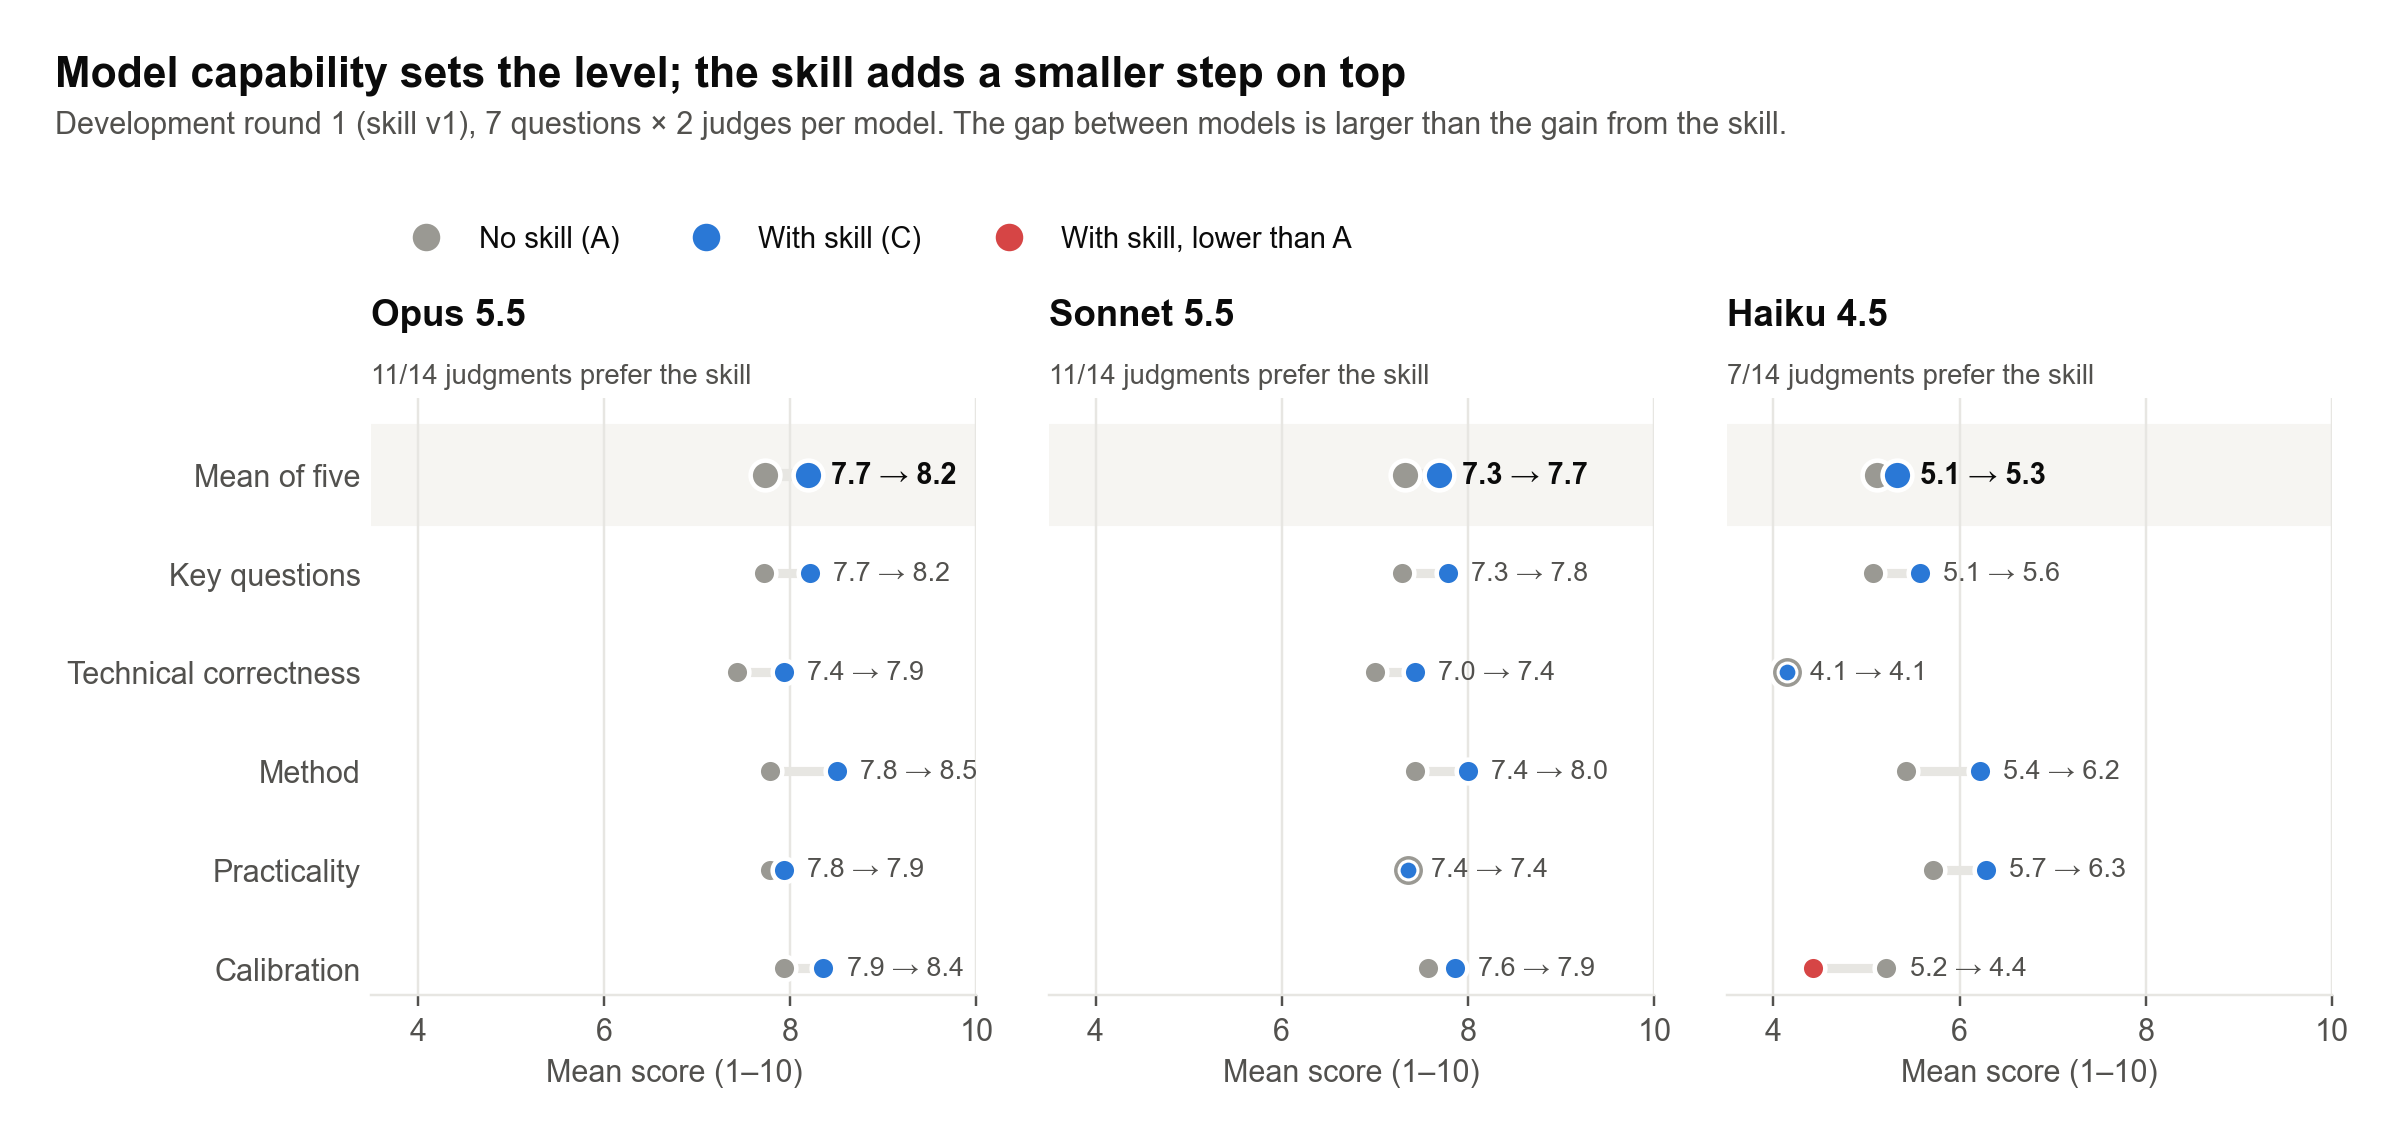 Model capability sets the level; the skill adds a smaller step on top
Development round 1 (skill v1), 7 questions × 2 judges per model. The gap between models is larger than the gain from the skill.
No skill (A)
With skill (C)
With skill, lower than A
Opus 5.5
Sonnet 5.5
Haiku 4.5
11/14 judgments prefer the skill
11/14 judgments prefer the skill
7/14 judgments prefer the skill
Mean of five
7.7 → 8.2
7.3 → 7.7
5.1 → 5.3
Key questions
7.7 → 8.2
7.3 → 7.8
5.1 → 5.6
Technical correctness
7.4 → 7.9
7.0 → 7.4
4.1 → 4.1
Method
7.8 → 8.5
7.4 → 8.0
5.4 → 6.2
Practicality
7.8 → 7.9
7.4 → 7.4
5.7 → 6.3
Calibration
7.9 → 8.4
7.6 → 7.9
5.2 → 4.4
4 6 8 10
4 6 8 10
4 6 8 10
Mean score (1–10)
Mean score (1–10)
Mean score (1–10)